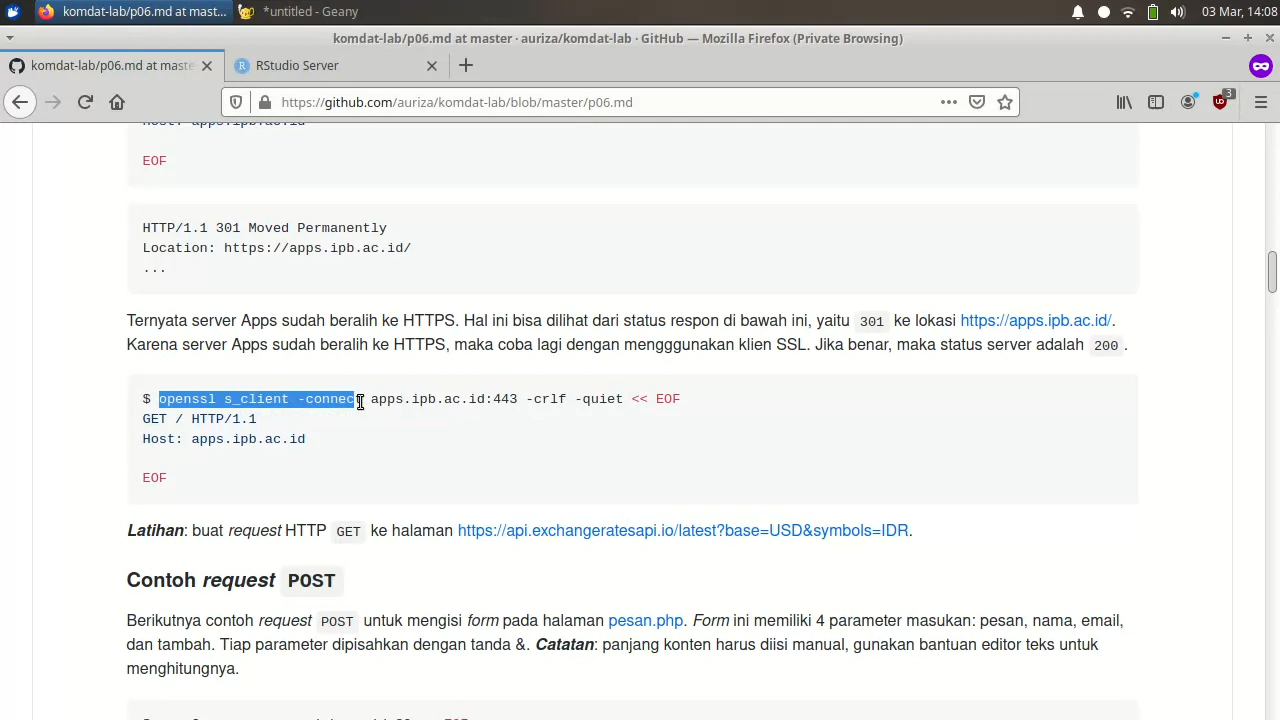 komdat-lab/p06.md at mast...
*untitled - Geany
03 Mar, 14:08
komdat-lab/p06.md at master · auriza/komdat-lab · GitHub — Mozilla Firefox (Private Browsing)
komdat-lab/p06.md at maste
RStudio Server
https://github.com/auriza/komdat-lab/blob/master/p06.md
3
Host: apps.ipb.ac.id
EOF
HTTP/1.1 301 Moved Permanently
Location: https://apps.ipb.ac.id/
...
Ternyata server Apps sudah beralih ke HTTPS. Hal ini bisa dilihat dari status respon di bawah ini, yaitu 301 ke lokasi https://apps.ipb.ac.id/.
Karena server Apps sudah beralih ke HTTPS, maka coba lagi dengan mengggunakan klien SSL. Jika benar, maka status server adalah 200 .
$ openssl s_client -connect apps.ipb.ac.id:443 -crlf -quiet << EOF
GET / HTTP/1.1
Host: apps.ipb.ac.id
EOF
Latihan: buat request HTTP GET ke halaman https://api.exchangeratesapi.io/latest?base=USD&symbols=IDR.
Contoh request POST
Berikutnya contoh request POST untuk mengisi form pada halaman pesan.php. Form ini memiliki 4 parameter masukan: pesan, nama, email,
dan tambah. Tiap parameter dipisahkan dengan tanda &. Catatan: panjang konten harus diisi manual, gunakan bantuan editor teks untuk
menghitungnya.